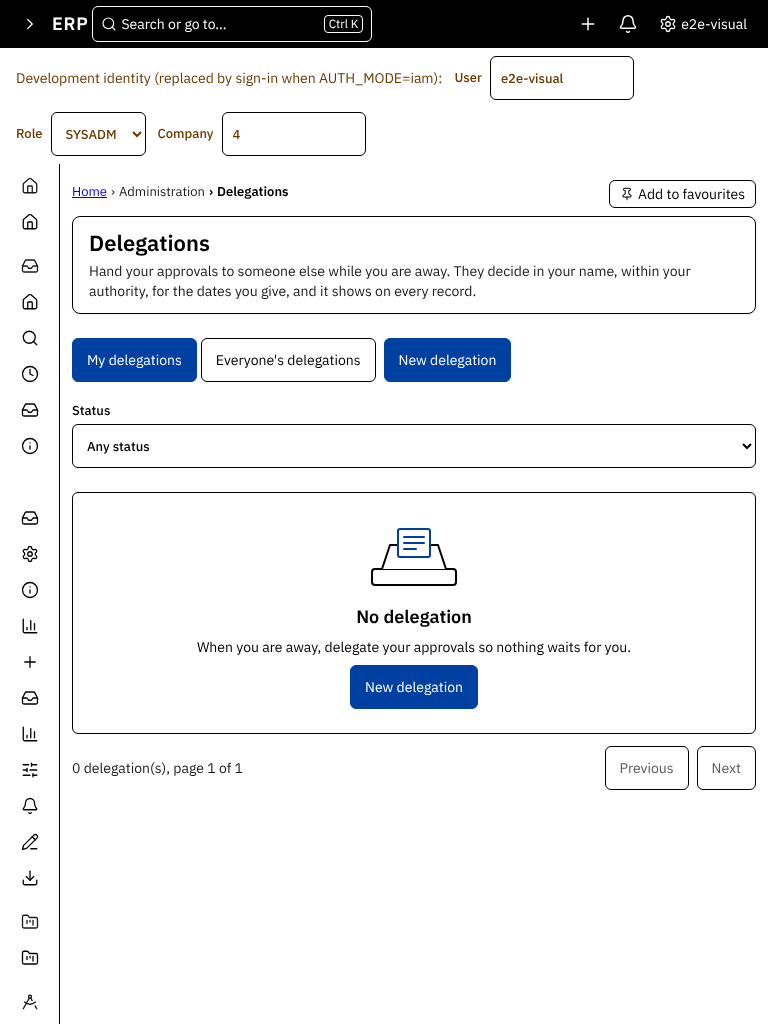 ERP
Search or go to...
Ctrl K
e2e-visual
Development identity (replaced by sign-in when AUTH_MODE=iam):
User
e2e-visual
Role
SYSADM
Company
4
Home › Administration › Delegations
Add to favourites
Delegations
Hand your approvals to someone else while you are away. They decide in your name, within your
authority, for the dates you give, and it shows on every record.
My delegations
Everyone's delegations
New delegation
Status
Any status
No delegation
When you are away, delegate your approvals so nothing waits for you.
New delegation
0 delegation(s), page 1 of 1
Previous
Next